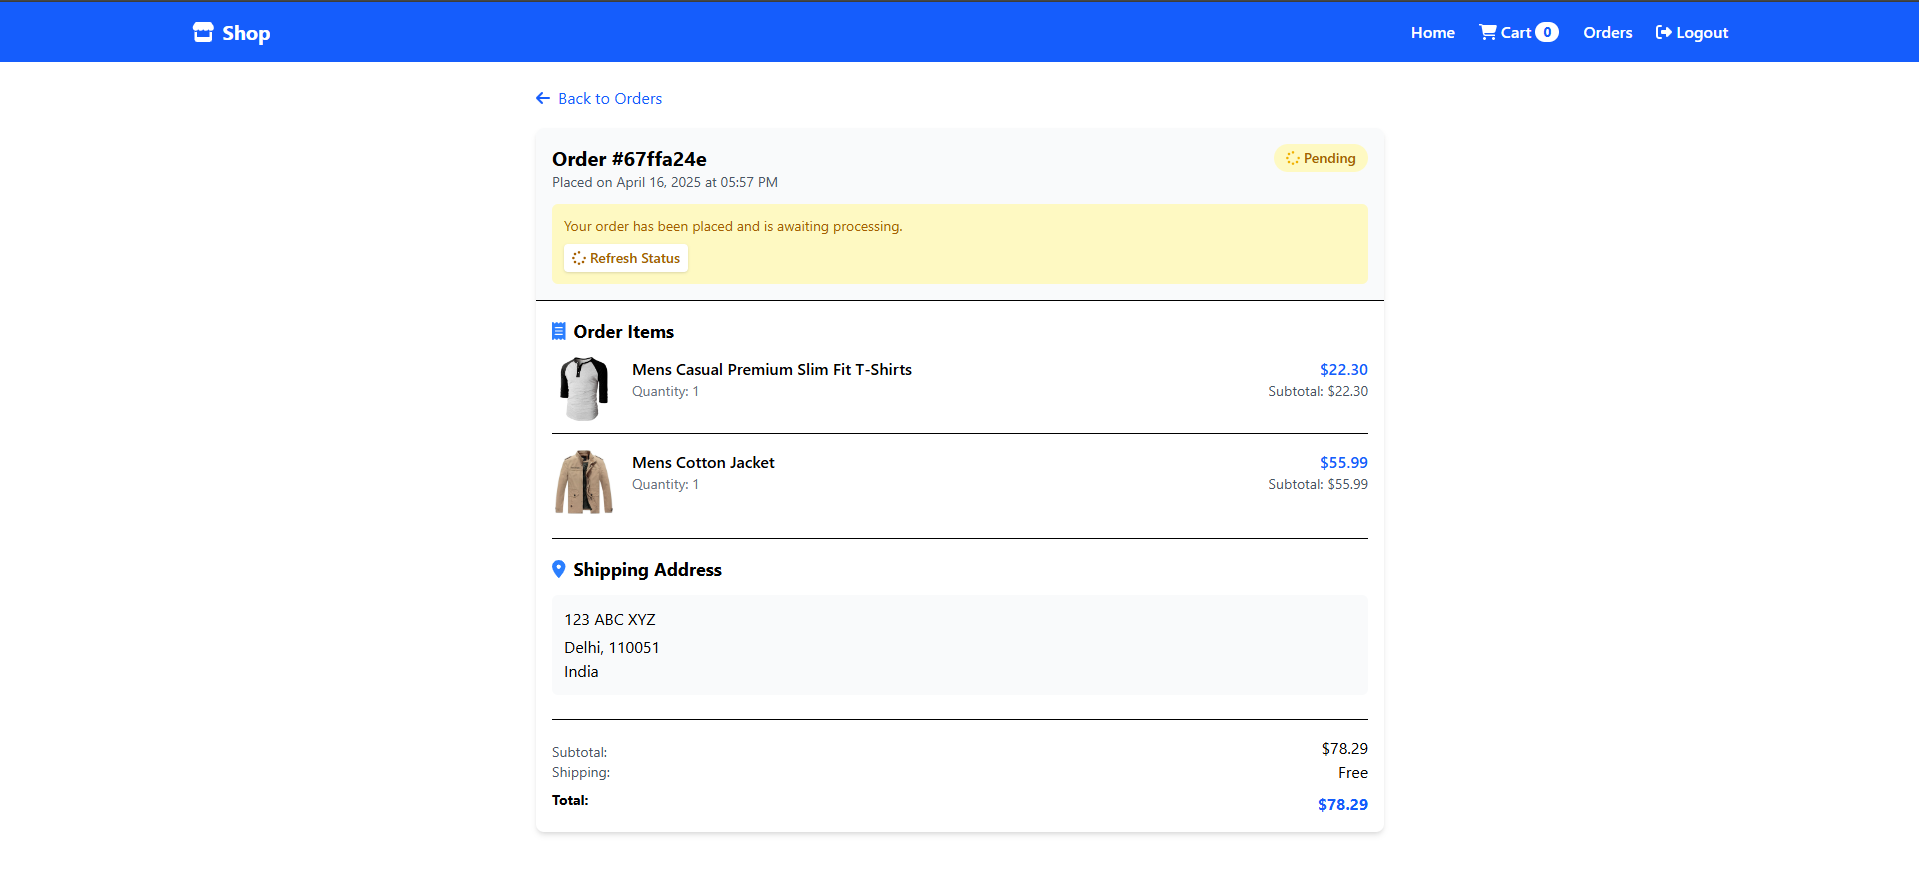 Shop
Home Cart 0 Orders Logout
Back to Orders
Order #67ffa24e
Pending
Placed on April 16, 2025 at 05:57 PM
Your order has been placed and is awaiting processing.
Refresh Status
Order Items
Mens Casual Premium Slim Fit T-Shirts $22.30
Quantity: 1 Subtotal: $22.30
Mens Cotton Jacket $55.99
Quantity: 1 Subtotal: $55.99
Shipping Address
123 ABC XYZ
Delhi, 110051
India
Subtotal: $78.29
Shipping: Free
Total: $78.29